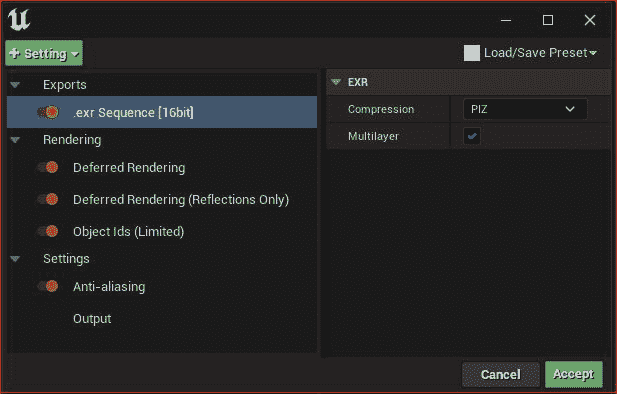 + Setting
Load/Save Preset
Exports
.exr Sequence [16bit]
Rendering
Deferred Rendering
Deferred Rendering (Reflections Only)
Object Ids (Limited)
Settings
Anti-aliasing
Output
EXR
Compression PIZ
Multilayer
Cancel Accept